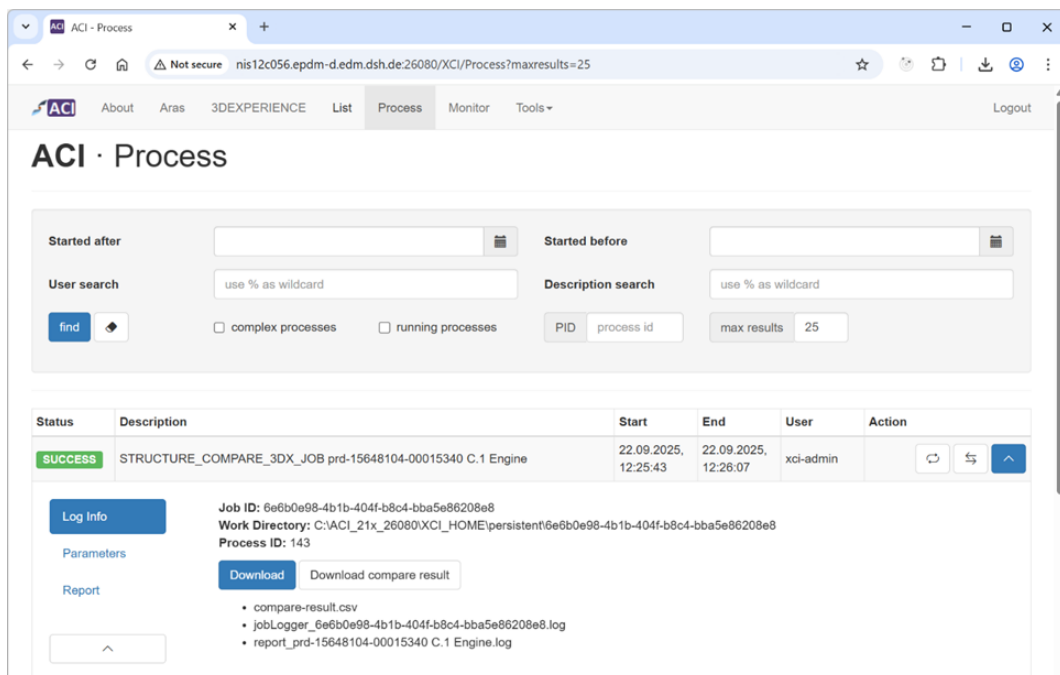 ACI ACI - Process
Not secure nis12c056.epdm-d.edm.dsh.de:26080/XCI/Process?maxresults=25
ACI About Aras 3DEXPERIENCE List Process Monitor Tools Logout
ACI · Process
Started after Started before
User search use % as wildcard Description search use % as wildcard
find complex processes running processes PID process id max results 25
Status Description Start End User Action
SUCCESS STRUCTURE_COMPARE_3DX_JOB prd-15648104-00015340 C.1 Engine 22.09.2025, 12:25:43 22.09.2025, 12:26:07 xci-admin
Log Info
Parameters
Report
Job ID: 6e6b0e98-4b1b-404f-b8c4-bba5e86208e8
Work Directory: C:\ACI_21x_26080\XCI_HOME\persistent\6e6b0e98-4b1b-404f-b8c4-bba5e86208e8
Process ID: 143
Download Download compare result
• compare-result.csv
• jobLogger_6e6b0e98-4b1b-404f-b8c4-bba5e86208e8.log
• report_prd-15648104-00015340 C.1 Engine.log